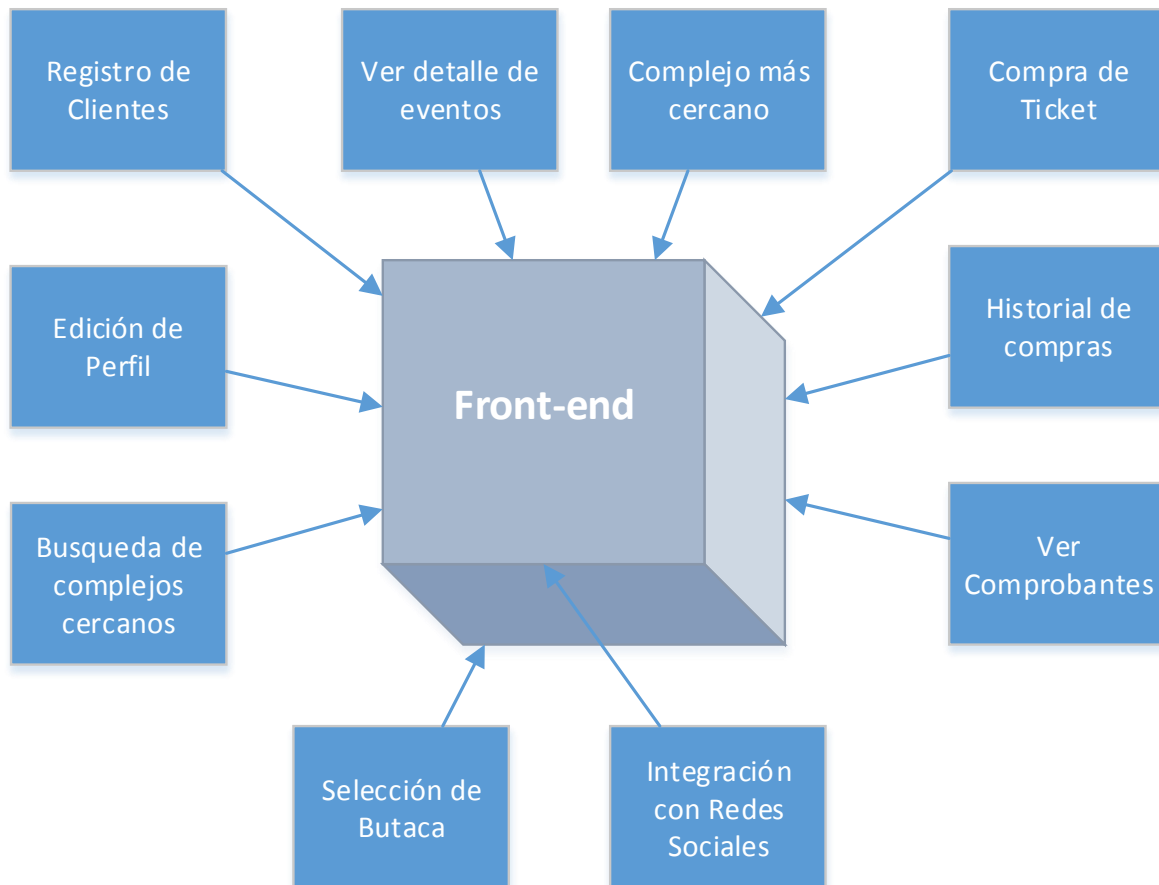 Registro de
Clientes
Ver detalle de
eventos
Complejo más
cercano
Compra de
Ticket
Edición de
Perfil
Front-end
Historial de
compras
Busqueda de
complejos
cercanos
Ver
Comprobantes
Selección de
Butaca
Integración
con Redes
Sociales